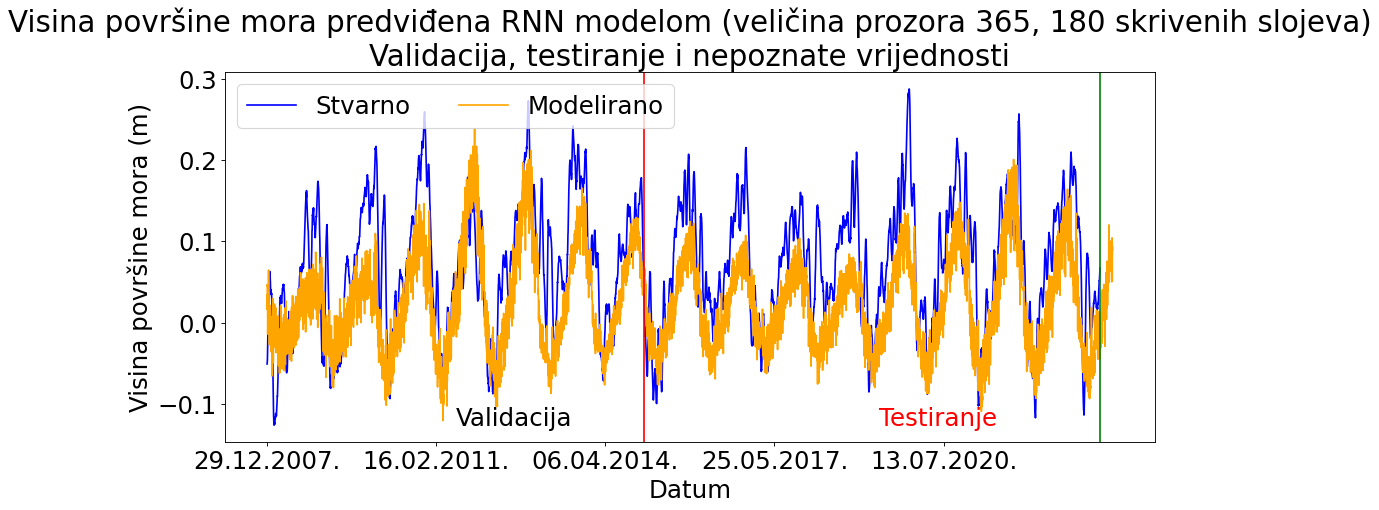 Visina površine mora predviđena RNN modelom (veličina prozora 365, 180 skrivenih slojeva)
Validacija, testiranje i nepoznate vrijednosti
Stvarno
Modelirano
Visina površine mora (m)
0.3
0.2
0.1
0.0
−0.1
Validacija
Testiranje
29.12.2007.
16.02.2011.
06.04.2014.
25.05.2017.
13.07.2020.
Datum